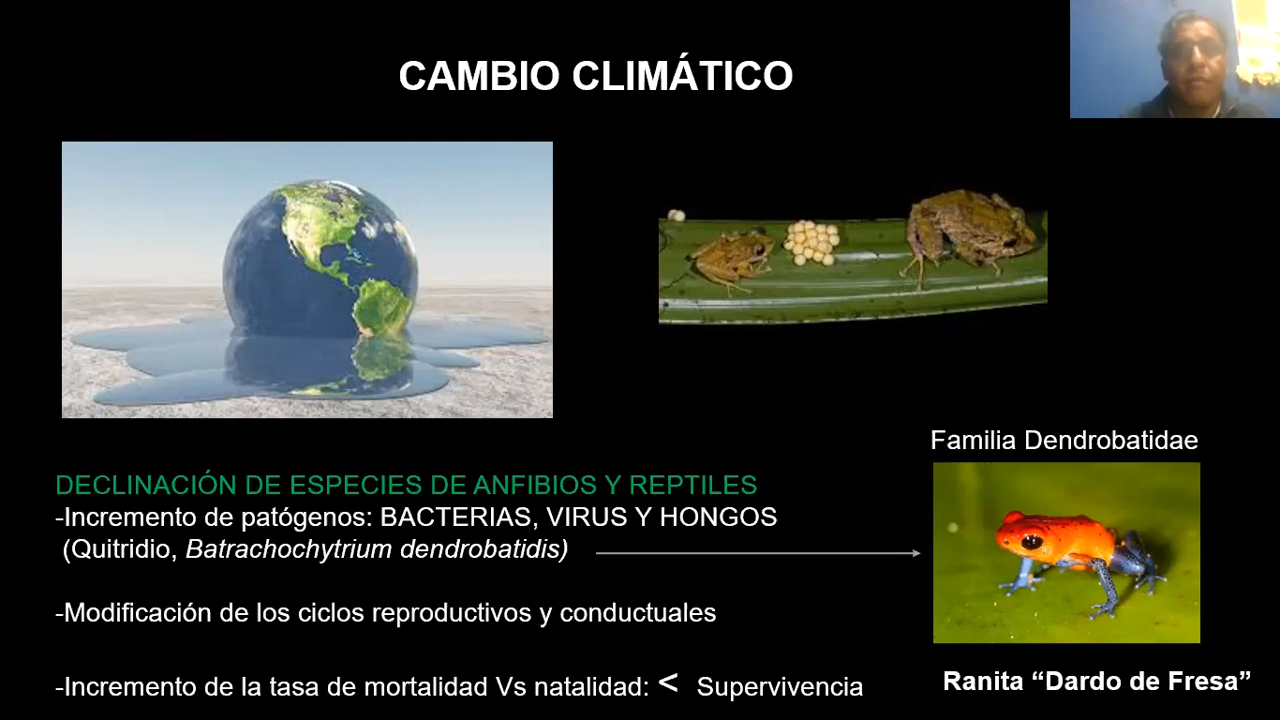 CAMBIO CLIMÁTICO
Familia Dendrobatidae
DECLINACIÓN DE ESPECIES DE ANFIBIOS Y REPTILES
-Incremento de patógenos: BACTERIAS, VIRUS Y HONGOS
(Quitridio, Batrachochytrium dendrobatidis)
-Modificación de los ciclos reproductivos y conductuales
-Incremento de la tasa de mortalidad Vs natalidad: < Supervivencia
Ranita “Dardo de Fresa”